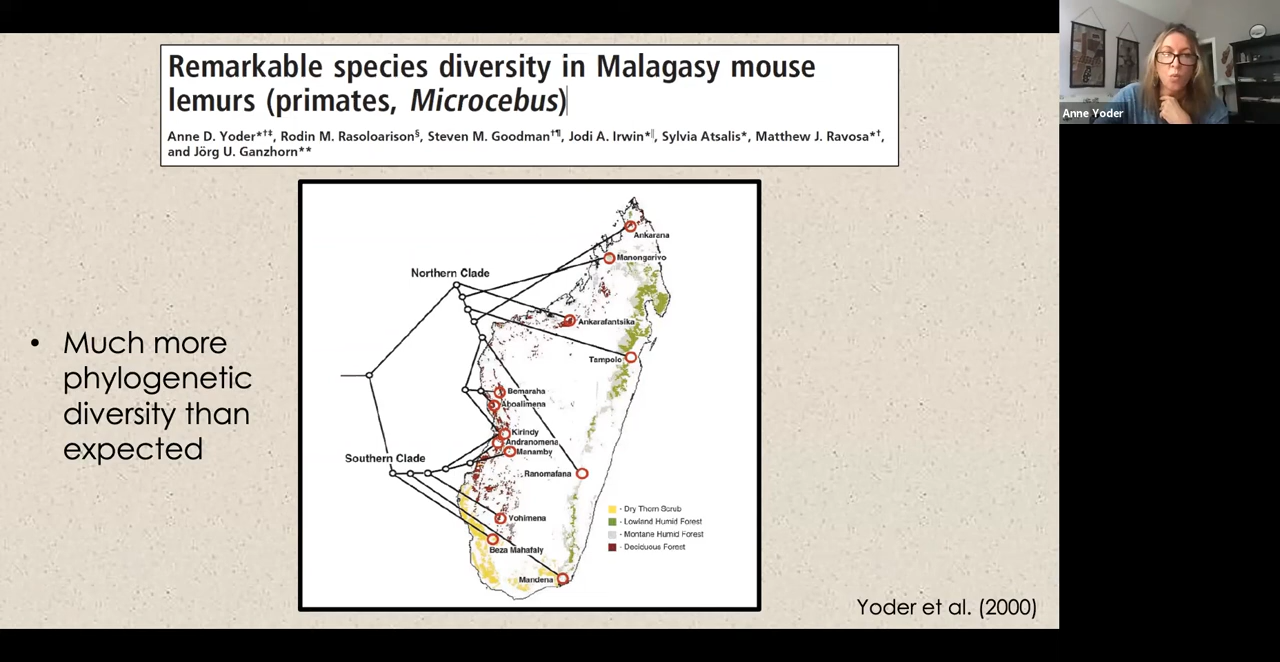 Remarkable species diversity in Malagasy mouse
lemurs (primates, Microcebus)
Anne D. Yoder*†‡, Rodin M. Rasoloarison§, Steven M. Goodman†¶, Jodi A. Irwin*‖, Sylvia Atsalis*, Matthew J. Ravosa*†,
and Jörg U. Ganzhorn**
Anne Yoder
• Much more
phylogenetic
diversity than
expected
Northern Clade
Southern Clade
Ankarana
Manongarivo
Ankarafantsika
Tampolo
Bemaraha
Aboalimena
Kirindy
Andranomena
Manamby
Ranomafana
Vohimena
Beza Mahafaly
Mandena
- Dry Thorn Scrub
- Lowland Humid Forest
- Montane Humid Forest
- Deciduous Forest
Yoder et al. (2000)